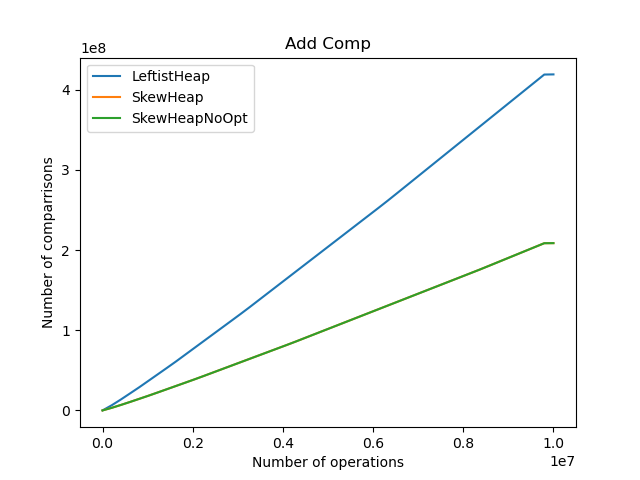 Add Comp
1e8
LeftistHeap
SkewHeap
SkewHeapNoOpt
4
3
2
1
0
Number of comparrisons
0.0 0.2 0.4 0.6 0.8 1.0
1e7
Number of operations